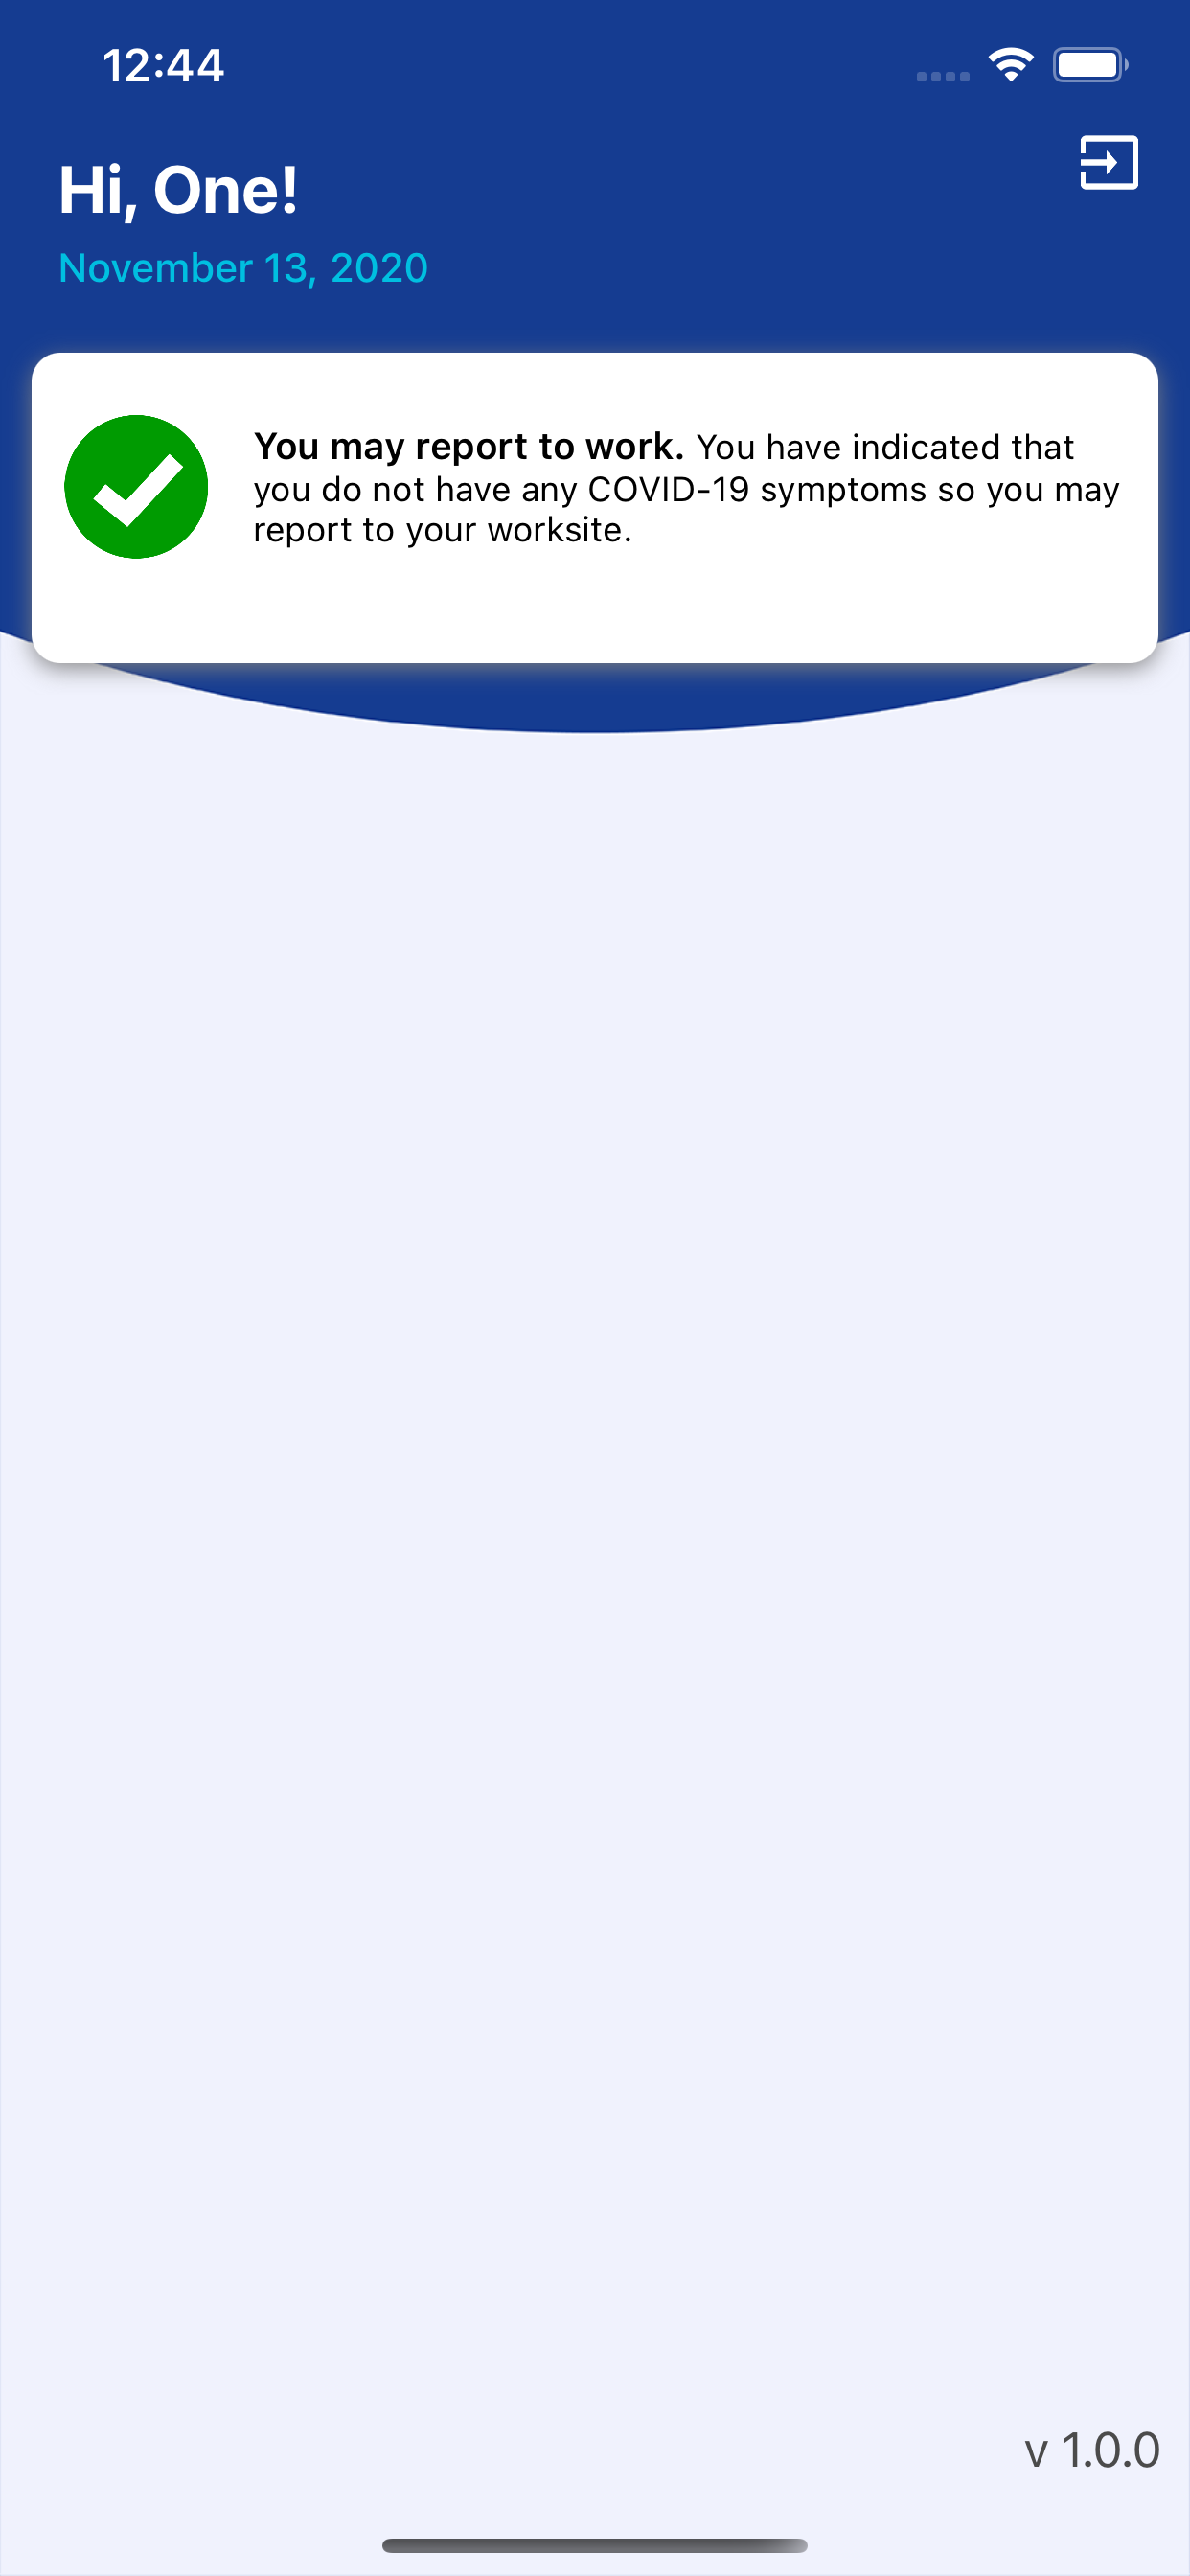 12:44
Hi, One!
November 13, 2020
You may report to work. You have indicated that
you do not have any COVID-19 symptoms so you may
report to your worksite.
v 1.0.0